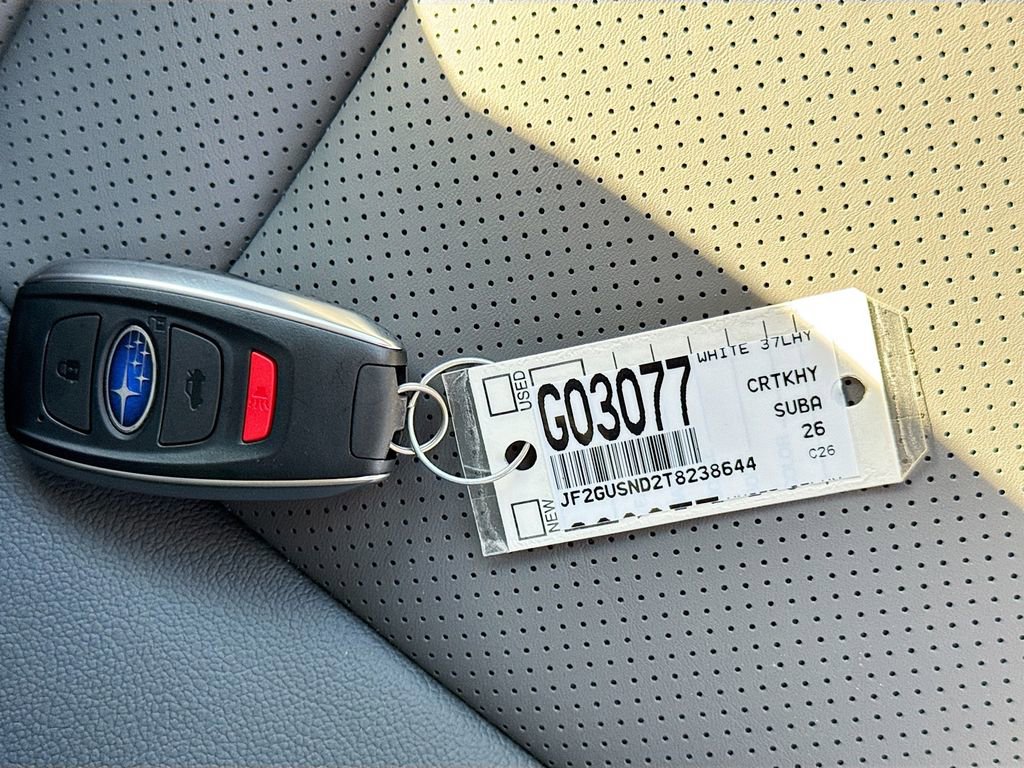 USED
G03077
WHITE 37LHY
CRTKHY
SUBA
26
C26
JF2GUSND2T8238644
NEW